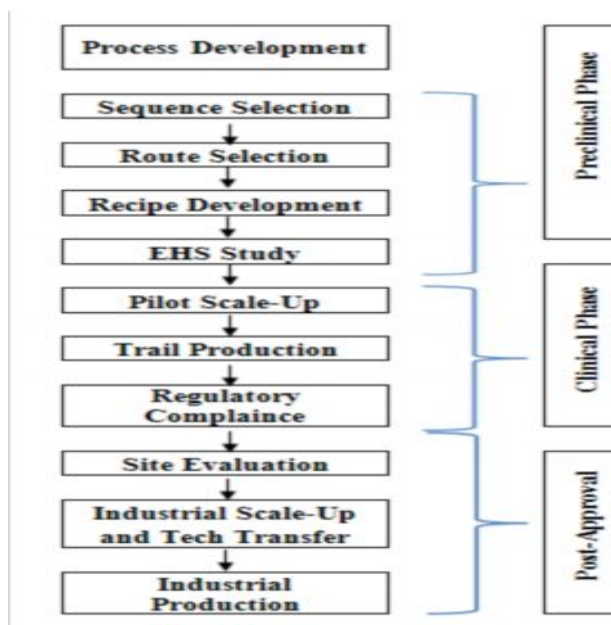 Process Development
Sequence Selection
Route Selection
Recipe Development
EHS Study
Pilot Scale-Up
Trail Production
Regulatory
Complaince
Site Evaluation
Industrial Scale-Up
and Tech Transfer
Industrial
Production
Preclinical Phase
Clinical Phase
Post-Approval